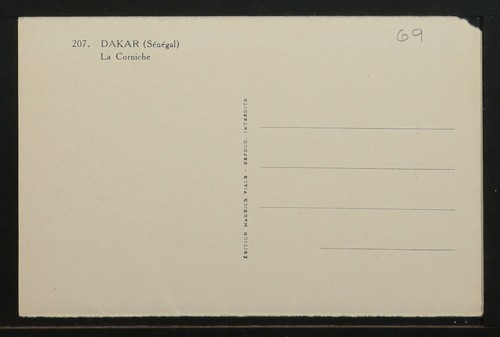 207. DAKAR (Sénégal)
La Corniche
69
ÉDITION MAURICE VIALE - REPROD. INTERDITE